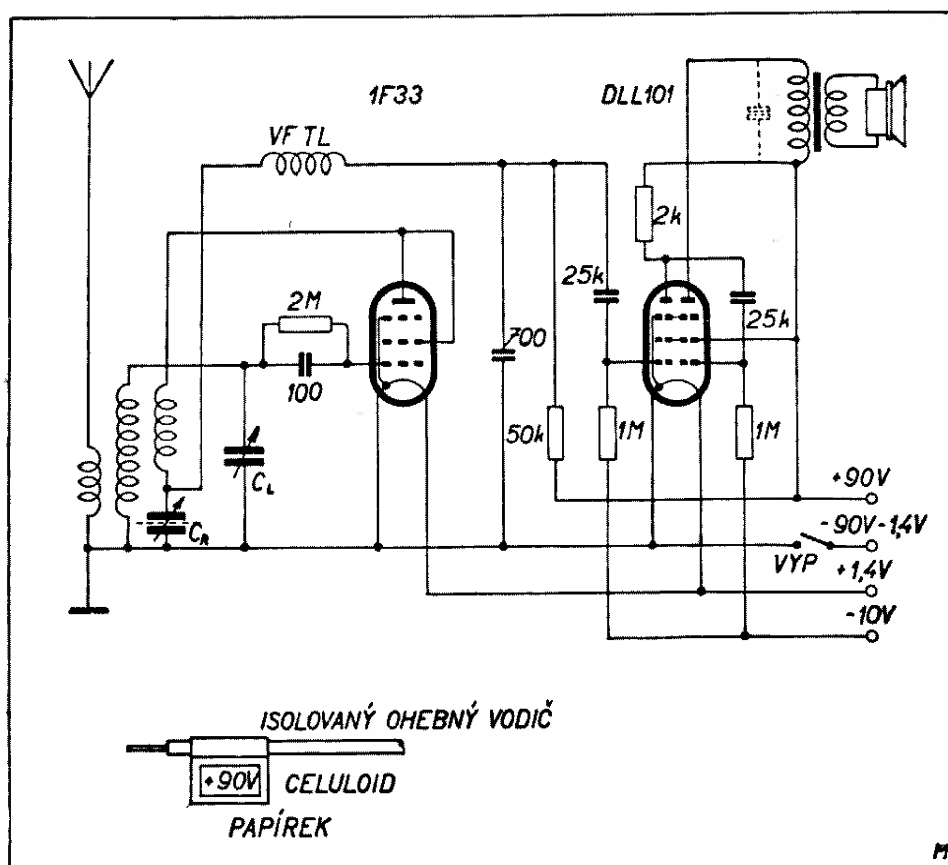 1F33
DLL101
VF TL
2k
25k
2M
25k
700
100
50k
1M
1M
C_L
C_R
+90V
-90V-1,4V
VYP
+1,4V
-10V
ISOLOVANÝ OHEBNÝ VODIČ
+90V
CELULOID
PAPÍREK
M